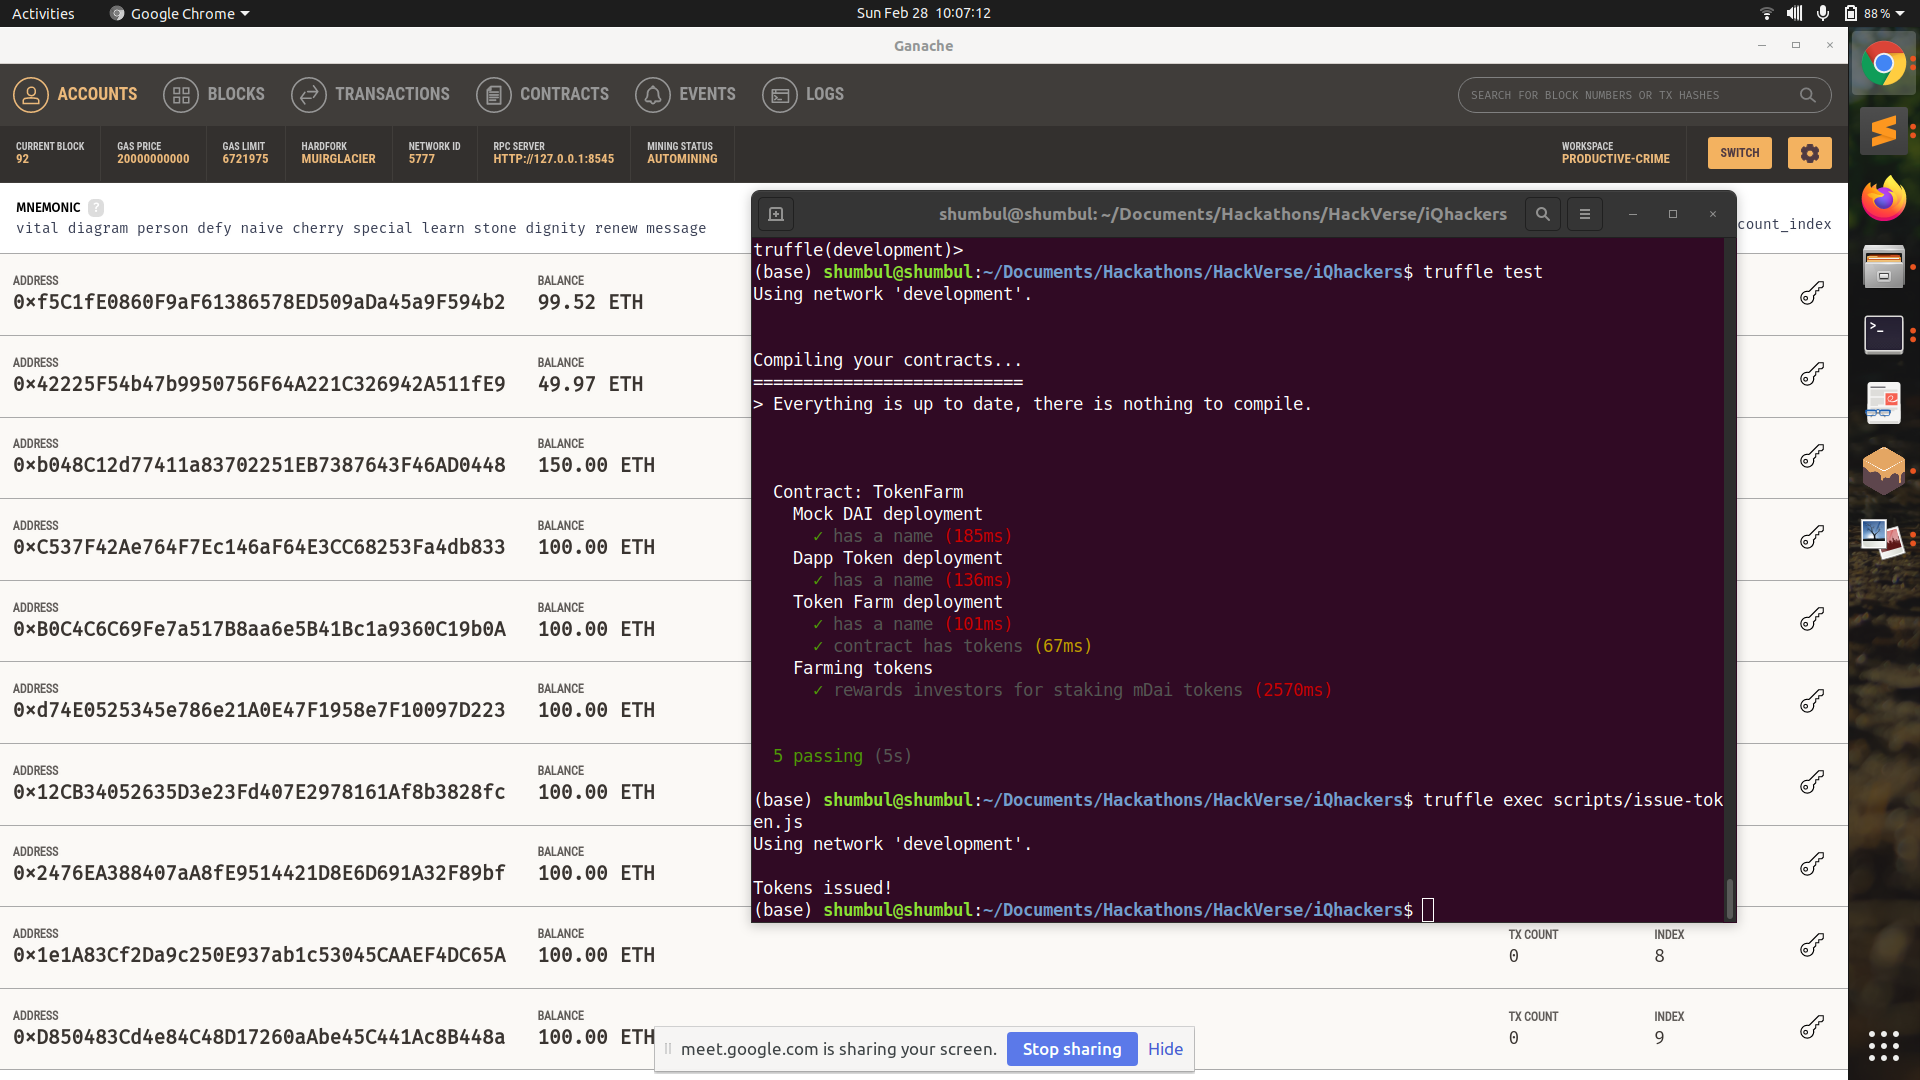 Activities
Google Chrome
Sun Feb 28 10:07:12
88 %
Ganache
ACCOUNTS
BLOCKS
TRANSACTIONS
CONTRACTS
EVENTS
LOGS
SEARCH FOR BLOCK NUMBERS OR TX HASHES
CURRENT BLOCK
92
GAS PRICE
20000000000
GAS LIMIT
6721975
HARDFORK
MUIRGLACIER
NETWORK ID
5777
RPC SERVER
HTTP://127.0.0.1:8545
MINING STATUS
AUTOMINING
WORKSPACE
PRODUCTIVE-CRIME
SWITCH
MNEMONIC ?
vital diagram person defy naive cherry special learn stone dignity renew message
count_index
ADDRESS
0×f5C1fE0860F9aF61386578ED509aDa45a9F594b2
BALANCE
99.52 ETH
ADDRESS
0×42225F54b47b9950756F64A221C326942A511fE9
BALANCE
49.97 ETH
ADDRESS
0×b048C12d77411a83702251EB7387643F46AD0448
BALANCE
150.00 ETH
ADDRESS
0×C537F42Ae764F7Ec146aF64E3CC68253Fa4db833
BALANCE
100.00 ETH
ADDRESS
0×B0C4C6C69Fe7a517B8aa6e5B41Bc1a9360C19b0A
BALANCE
100.00 ETH
ADDRESS
0×d74E0525345e786e21A0E47F1958e7F10097D223
BALANCE
100.00 ETH
ADDRESS
0×12CB34052635D3e23Fd407E2978161Af8b3828fc
BALANCE
100.00 ETH
ADDRESS
0×2476EA388407aA8fE9514421D8E6D691A32F89bf
BALANCE
100.00 ETH
ADDRESS
0×1e1A83Cf2Da9c250E937ab1c53045CAAEF4DC65A
BALANCE
100.00 ETH
TX COUNT
0
INDEX
8
ADDRESS
0×D850483Cd4e84C48D17260aAbe45C441Ac8B448a
BALANCE
100.00 ETH
TX COUNT
0
INDEX
9
shumbul@shumbul: ~/Documents/Hackathons/HackVerse/iQhackers
truffle(development)>
(base) shumbul@shumbul:~/Documents/Hackathons/HackVerse/iQhackers$ truffle test
Using network 'development'.
Compiling your contracts...
===========================
> Everything is up to date, there is nothing to compile.
Contract: TokenFarm
Mock DAI deployment
✓ has a name (185ms)
Dapp Token deployment
✓ has a name (136ms)
Token Farm deployment
✓ has a name (101ms)
✓ contract has tokens (67ms)
Farming tokens
✓ rewards investors for staking mDai tokens (2570ms)
5 passing (5s)
(base) shumbul@shumbul:~/Documents/Hackathons/HackVerse/iQhackers$ truffle exec scripts/issue-tok
en.js
Using network 'development'.
Tokens issued!
(base) shumbul@shumbul:~/Documents/Hackathons/HackVerse/iQhackers$
meet.google.com is sharing your screen.
Stop sharing
Hide